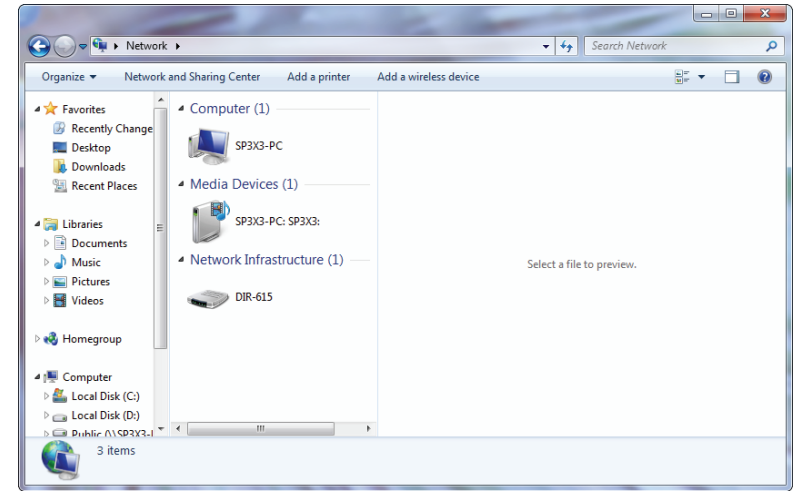 Network
Search Network
Organize
Network and Sharing Center
Add a printer
Add a wireless device
Favorites
Recently Change
Desktop
Downloads
Recent Places
Libraries
Documents
Music
Pictures
Videos
Homegroup
Computer
Local Disk (C:)
Local Disk (D:)
Public (\\SP3X3-
Computer (1)
SP3X3-PC
Media Devices (1)
SP3X3-PC: SP3X3:
Network Infrastructure (1)
DIR-615
Select a file to preview.
3 items